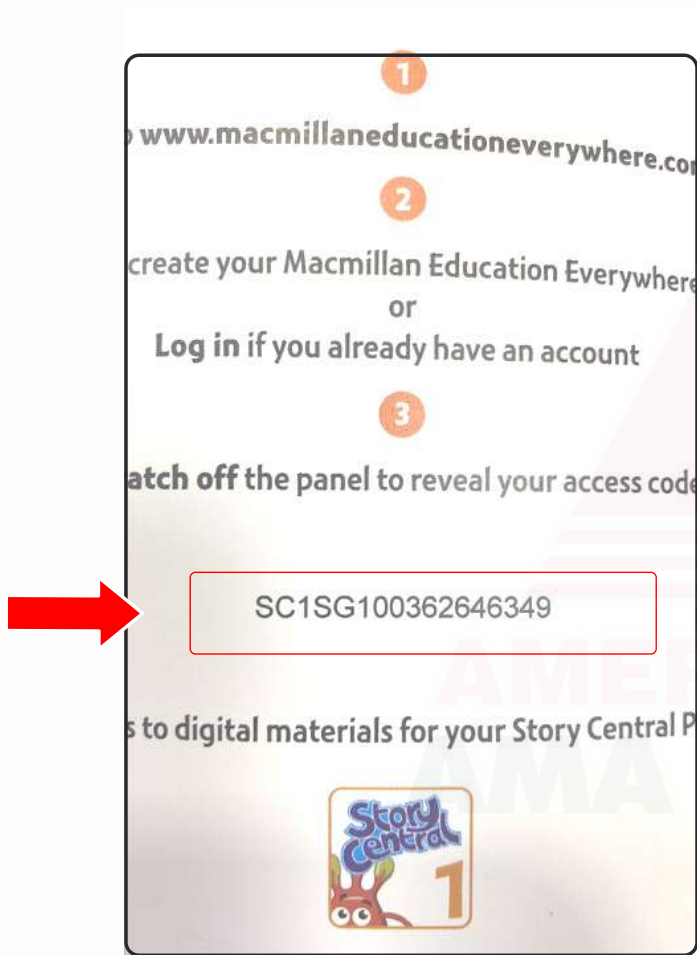 1
www.macmillaneducationeverywhere.co
2
create your Macmillan Education Everywhere
or
Log in if you already have an account
3
atch off the panel to reveal your access code
SC1SG100362646349
s to digital materials for your Story Central P
AMER
AMA
Story
Central
1